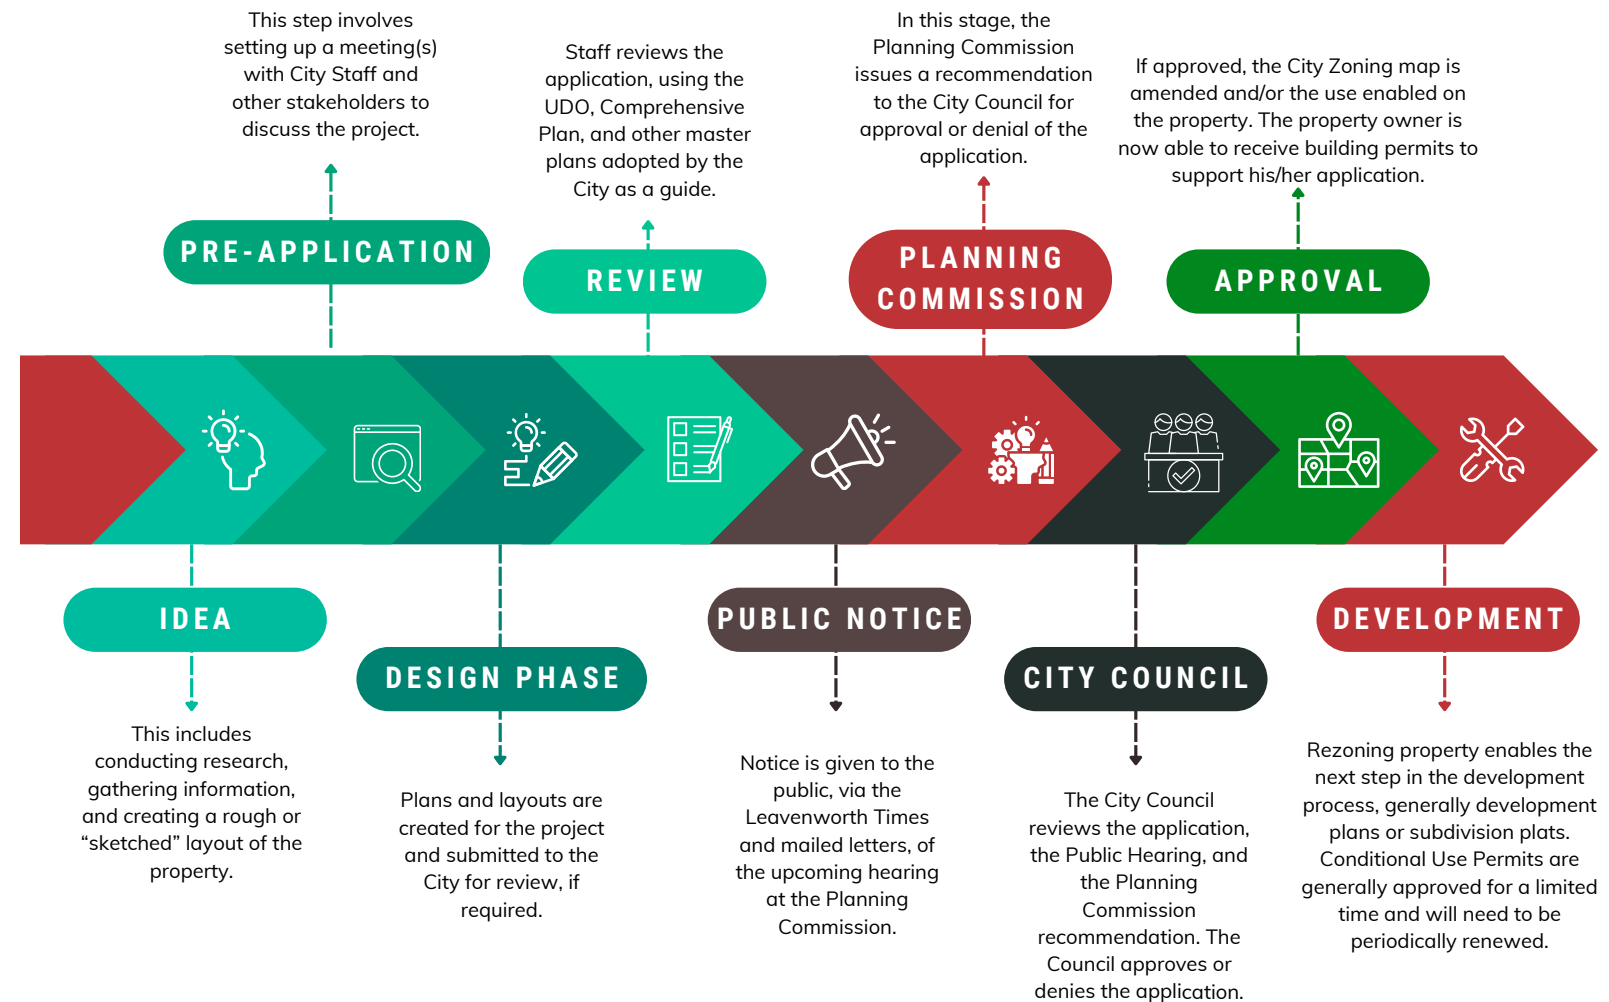 This step involves
setting up a meeting(s)
with City Staff and
other stakeholders to
discuss the project.
PRE-APPLICATION
Staff reviews the
application, using the
UDO, Comprehensive
Plan, and other master
plans adopted by the
City as a guide.
REVIEW
In this stage, the
Planning Commission
issues a recommendation
to the City Council for
approval or denial of the
application.
PLANNING
COMMISSION
If approved, the City Zoning map is
amended and/or the use enabled on
the property. The property owner is
now able to receive building permits to
support his/her application.
APPROVAL
IDEA
This includes
conducting research,
gathering information,
and creating a rough or
“sketched” layout of the
property.
DESIGN PHASE
Plans and layouts are
created for the project
and submitted to the
City for review, if
required.
PUBLIC NOTICE
Notice is given to the
public, via the
Leavenworth Times
and mailed letters, of
the upcoming hearing
at the Planning
Commission.
CITY COUNCIL
The City Council
reviews the application,
the Public Hearing, and
the Planning
Commission
recommendation. The
Council approves or
denies the application.
DEVELOPMENT
Rezoning property enables the
next step in the development
process, generally development
plans or subdivision plats.
Conditional Use Permits are
generally approved for a limited
time and will need to be
periodically renewed.